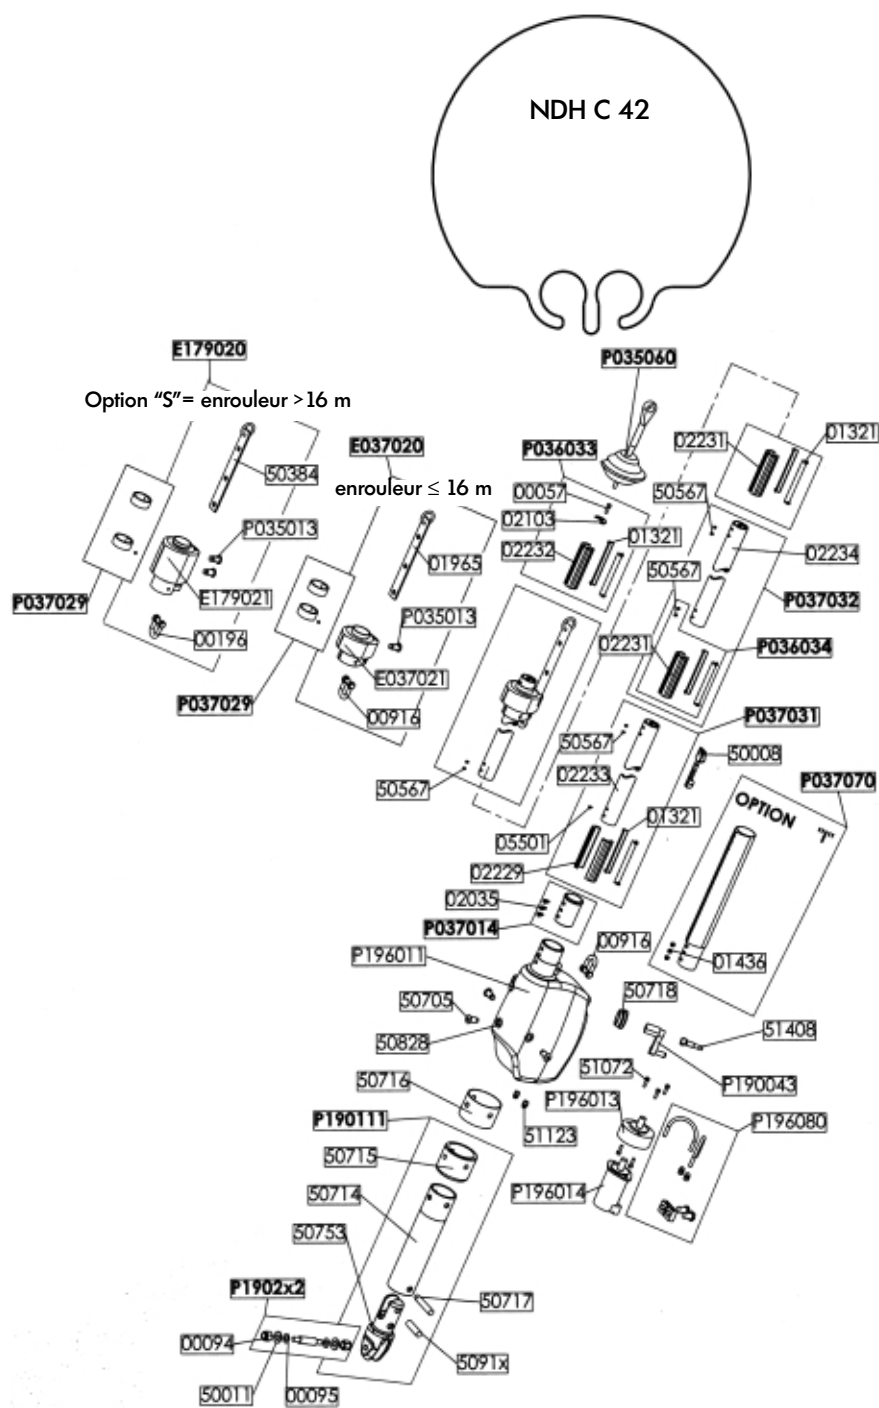 NDH C 42
E179020
P035060
Option “S”= enrouleur >16 m
E037020
P036033
02231
01321
50384
enrouleur ≤ 16 m
00057
50567
02103
01321
P035013
02232
02234
01965
50567
E179021
P037029
P037032
P035013
00196
02231
P036034
E037021
P037029
00916
P037031
50567
50008
02233
P037070
50567
OPTION "T"
01321
05501
02229
02035
P037014
00916
P196011
01436
50718
50705
51408
50828
51072
50716
P190043
P196013
P190111
P196080
51123
50715
50714
P196014
50753
P1902x2
50717
00094
5091x
50011
00095